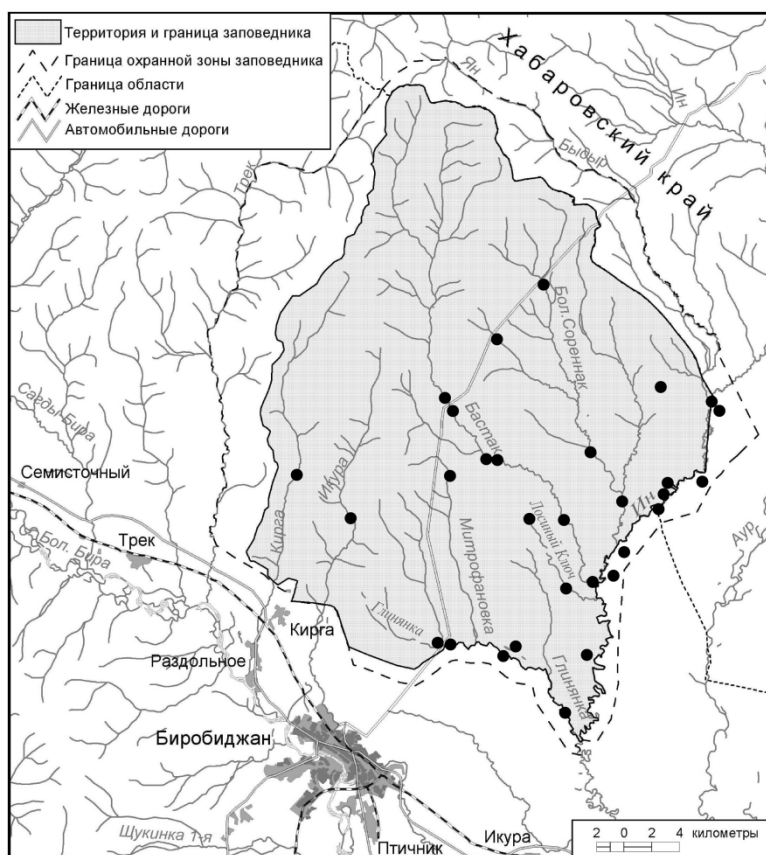 Территория и граница заповедника
Граница охранной зоны заповедника
Граница области
Железные дороги
Автомобильные дороги
Хабаровский край
Ян
Ин
Быдыр
Трек
Бол. Сореннак
Сагды Бира
Бастак
Семисточный
Икура
Ин
Трек
Кирга
Лосиный Ключ
Аур
Бол. Бира
Митрофановка
Глинянка
Кирга
Раздольное
Глинянка
Биробиджан
Щукинка 1-я
Птичник
Икура
2 0 2 4 километры